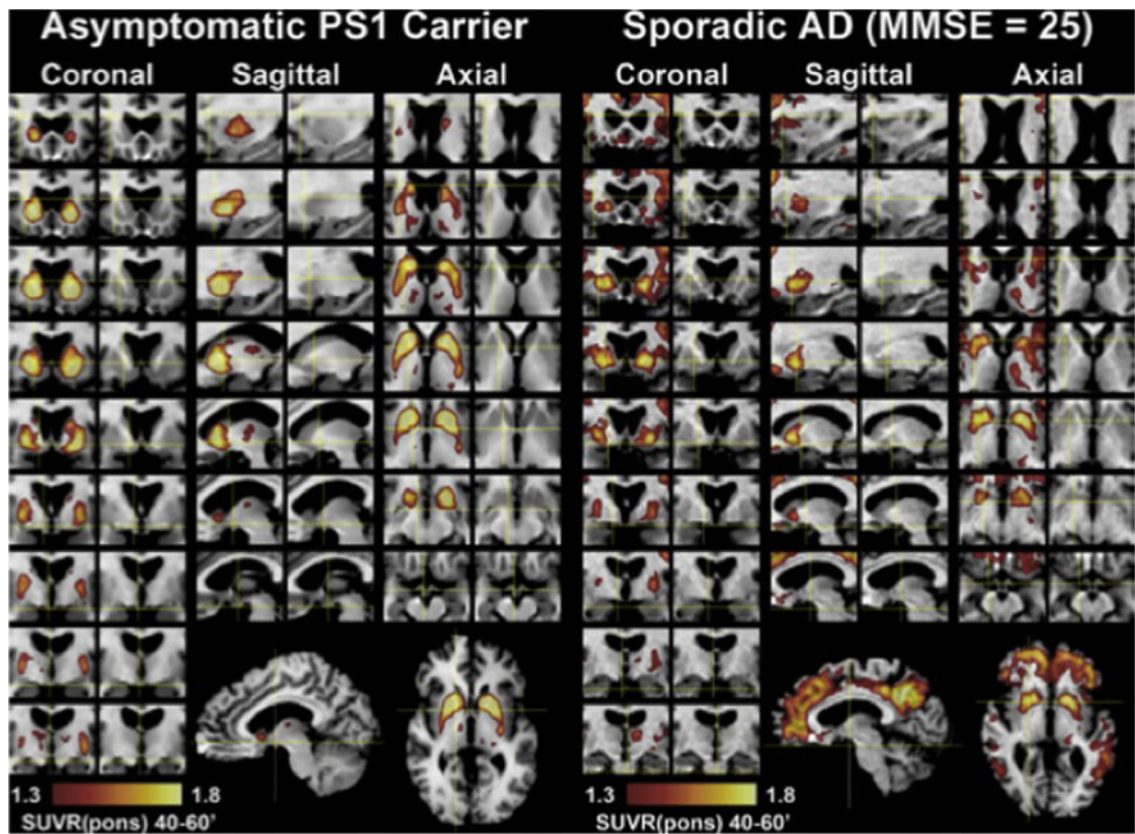 Asymptomatic PS1 Carrier
Sporadic AD (MMSE = 25)
Coronal
Sagittal
Axial
Coronal
Sagittal
Axial
1.3
1.8
SUVR(pons) 40-60’
1.3
1.8
SUVR(pons) 40-60’